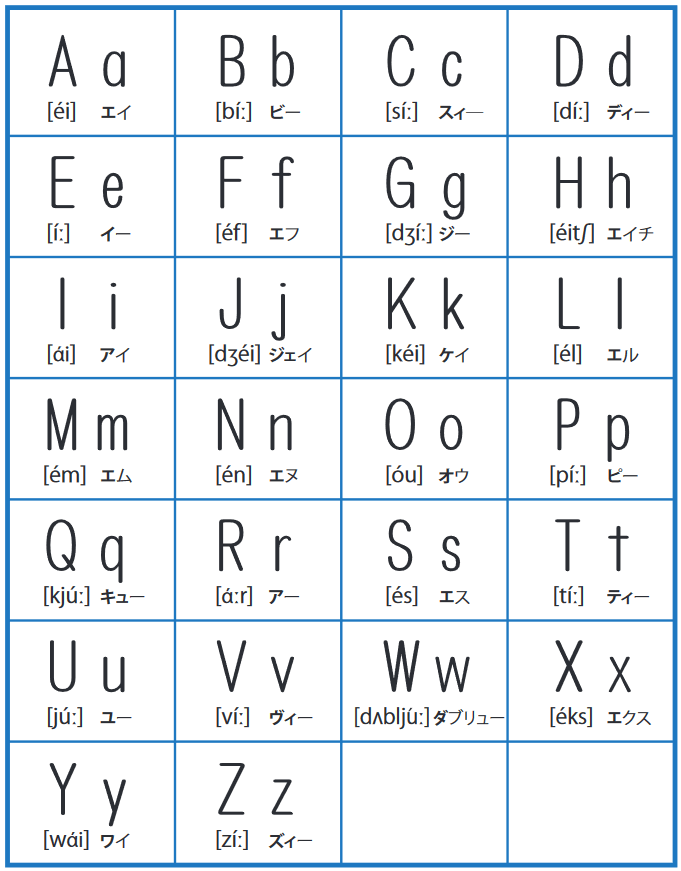 A a B b C c D d
[éi] エイ [bíː] ビー [síː] スィー [díː] ディー
E e F f G g H h
[íː] イー [éf] エフ [dʒíː] ジー [éitʃ] エイチ
I i J j K k L l
[ɑ́i] アイ [dʒéi] ジェイ [kéi] ケイ [él] エル
M m N n O o P p
[ém] エム [én] エヌ [óu] オウ [píː] ピー
Q q R r S s T t
[kjúː] キュー [ɑ́ːr] アー [és] エス [tíː] ティー
U u V v W w X x
[júː] ユー [víː] ヴィー [dʌbljúː] ダブリュー [éks] エクス
Y y Z z
[wɑ́i] ワイ [zíː] ズィー